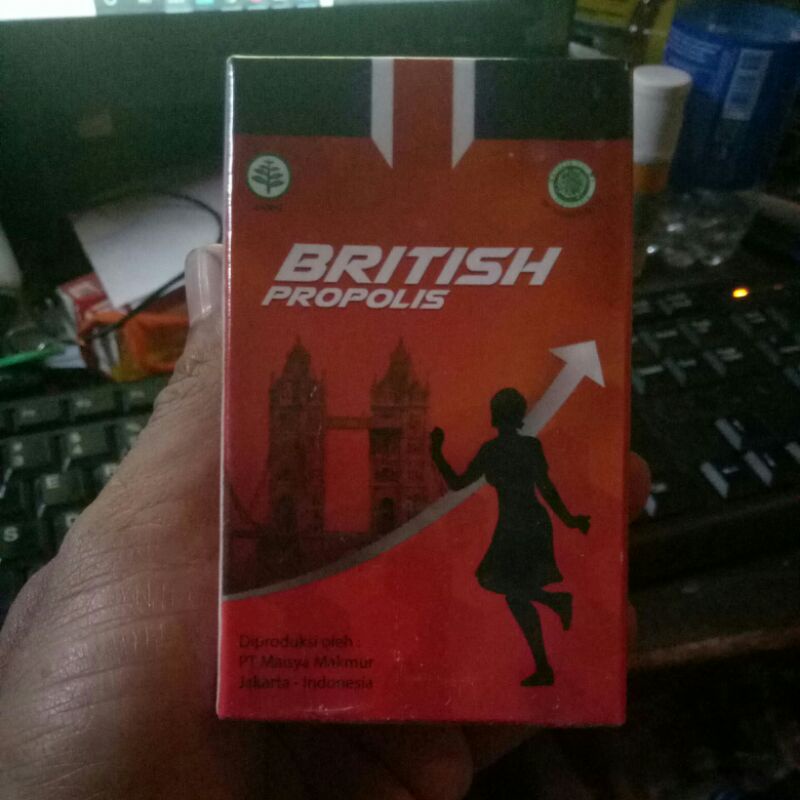 BRITISH
PROPOLIS
Diproduksi oleh :
PT Maisya Makmur
Jakarta - Indonesia